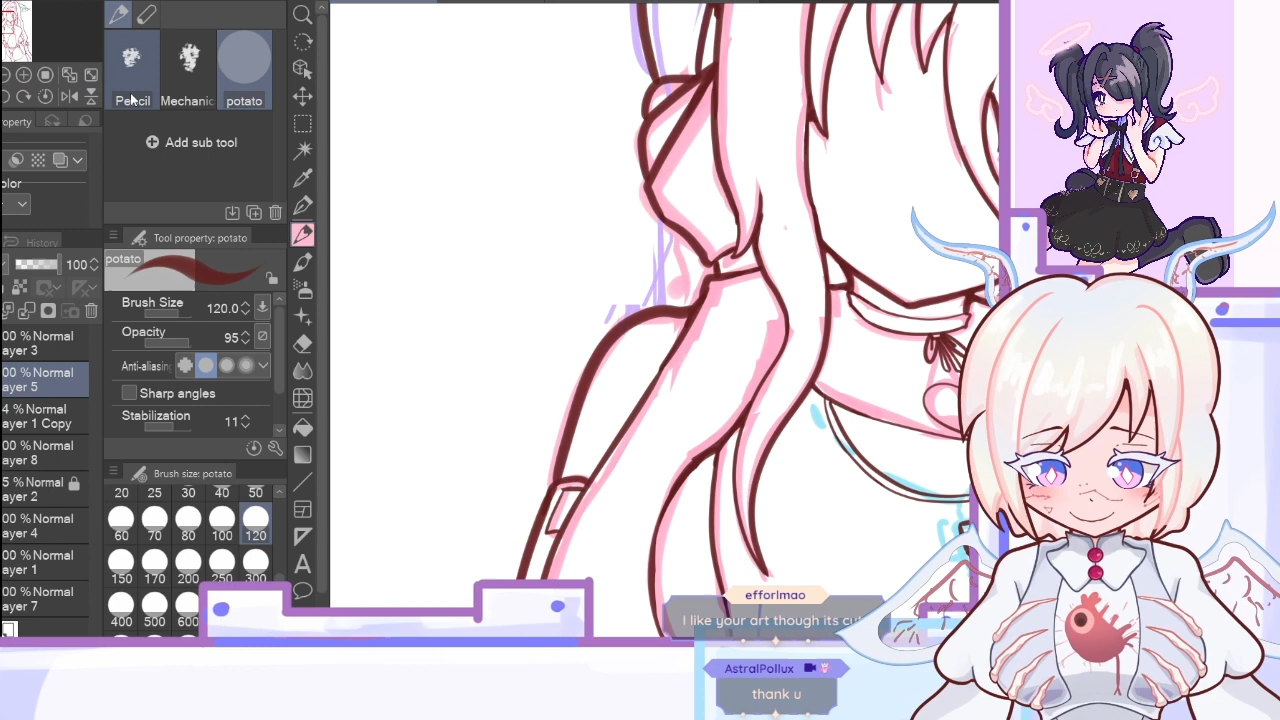 Pencil
Mechanic
potato
Add sub tool
roperty
olor
History
100
Tool property: potato
potato
Brush Size
120.0
Opacity
95
Anti-aliasing
Sharp angles
Stabilization
11
Brush size: potato
20 25 30 40 50
60 70 80 100 120
150 170 200 250 300
400 500 600
00 % Normal
ayer 3
00 % Normal
ayer 5
4 % Normal
ayer 1 Copy
00 % Normal
ayer 8
5 % Normal
ayer 2
00 % Normal
ayer 4
00 % Normal
ayer 1
00 % Normal
ayer 7
A
efforlmao
I like your art though its cu
AstralPollux
thank u